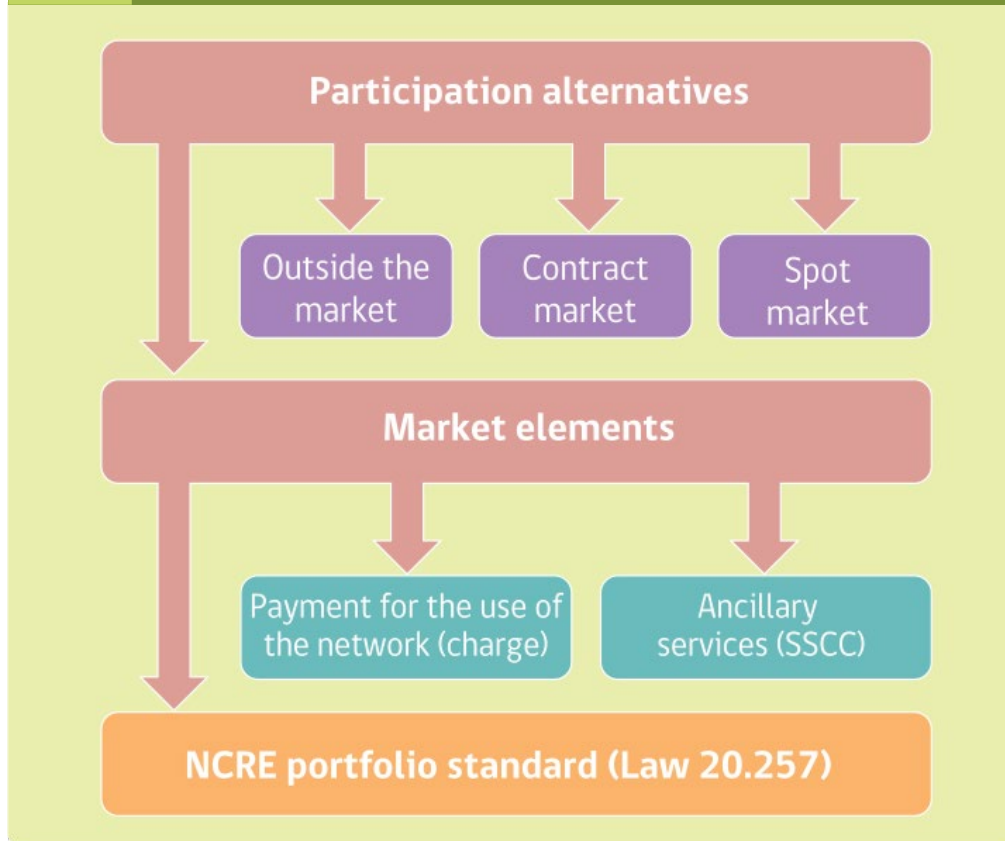 Participation alternatives
Outside the
market
Contract
market
Spot
market
Market elements
Payment for the use of
the network (charge)
Ancillary
services (SSCC)
NCRE portfolio standard (Law 20.257)